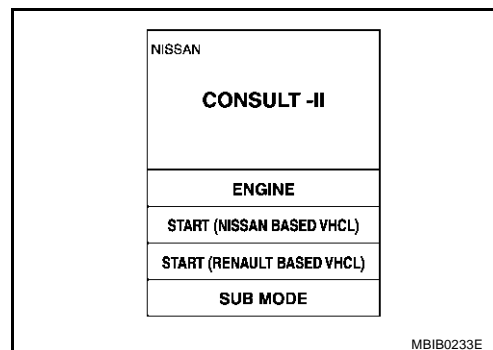 NISSAN
CONSULT -II
ENGINE
START (NISSAN BASED VHCL)
START (RENAULT BASED VHCL)
SUB MODE
MBIB0233E